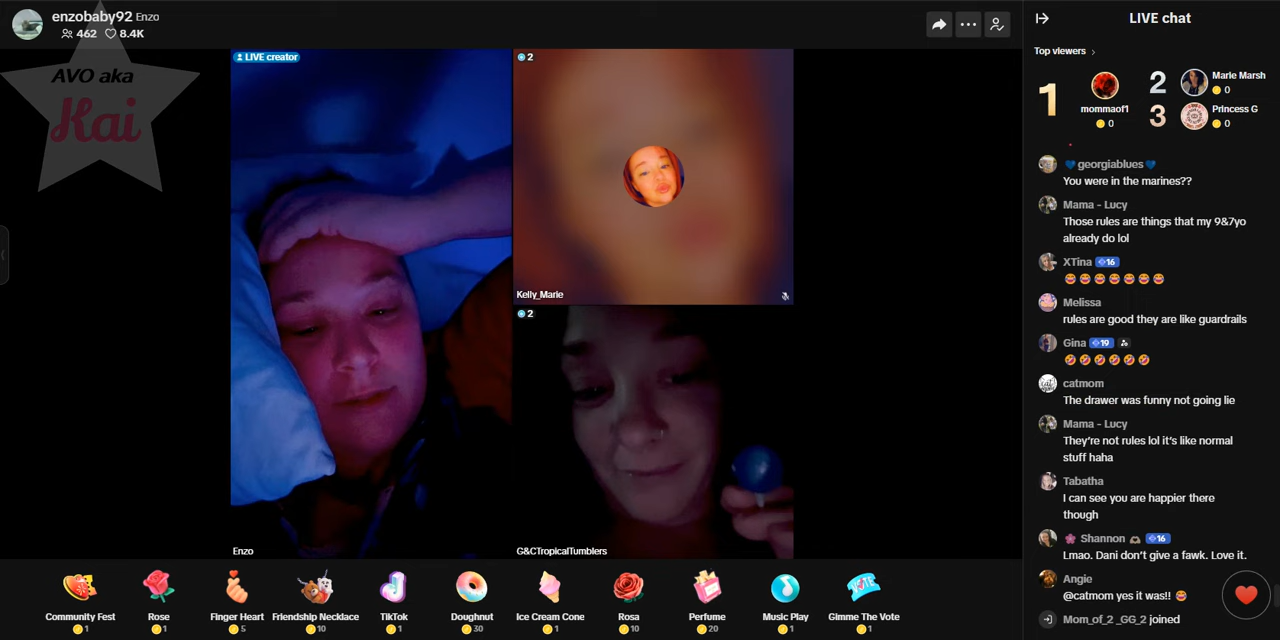 enzobaby92 Enzo
462 8.4K
AVO aka
Kai
LIVE creator
2
Kelly_Marie
2
Enzo
G&CTropicalTumblers
Community Fest
1
Rose
1
Finger Heart
5
Friendship Necklace
10
TikTok
1
Doughnut
30
Ice Cream Cone
1
Rosa
10
Perfume
20
Music Play
1
Gimme The Vote
1
LIVE chat
Top viewers
1
mommaof1
0
2
Marie Marsh
0
3
Princess G
0
georgiablues
You were in the marines??
Mama - Lucy
Those rules are things that my 9&7yo
already do lol
XTina 16
Melissa
rules are good they are like guardrails
Gina 19
catmom
The drawer was funny not going lie
Mama - Lucy
They're not rules lol it's like normal
stuff haha
Tabatha
I can see you are happier there
though
Shannon 16
Lmao. Dani don't give a fawk. Love it.
Angie
@catmom yes it was!!
Mom_of_2 _GG_2 joined